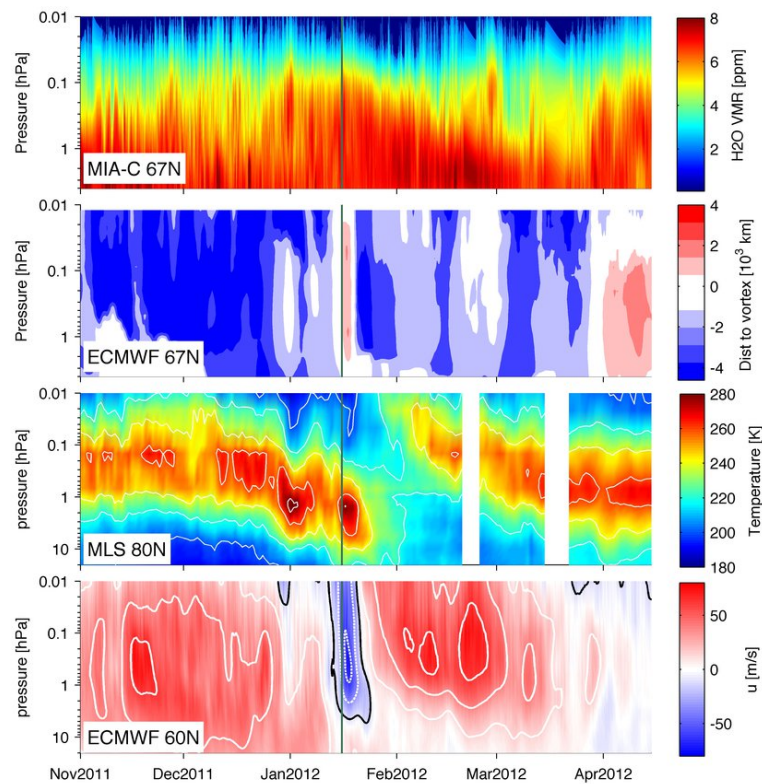 0.01
0.1
1
Pressure [hPa]
MIA-C 67N
8
6
4
2
H2O VMR [ppm]
0.01
0.1
1
Pressure [hPa]
ECMWF 67N
4
2
0
-2
-4
Dist to vortex [10³ km]
0.01
0.1
1
10
pressure [hPa]
MLS 80N
280
260
240
220
200
180
Temperature [K]
0.01
0.1
1
10
pressure [hPa]
ECMWF 60N
50
0
-50
u [m/s]
Nov2011 Dec2011 Jan2012 Feb2012 Mar2012 Apr2012